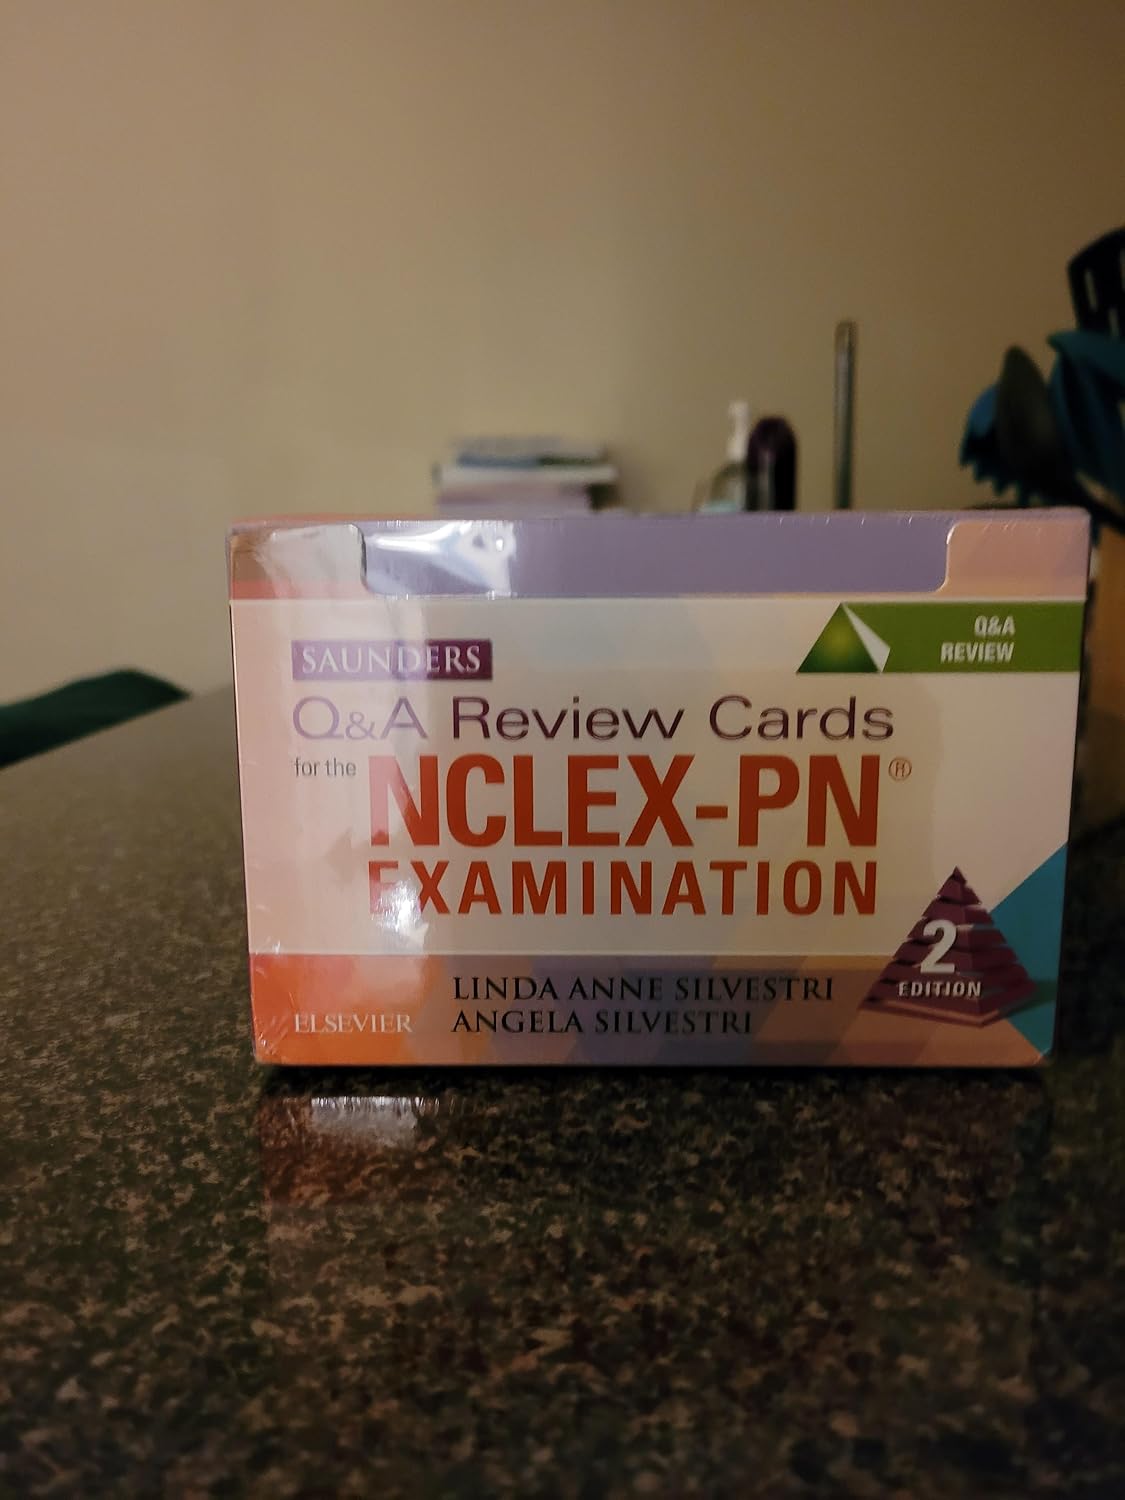 Q&A
REVIEW
SAUNDERS
Q&A Review Cards
for the NCLEX-PN®
EXAMINATION
2
EDITION
LINDA ANNE SILVESTRI
ELSEVIER ANGELA SILVESTRI